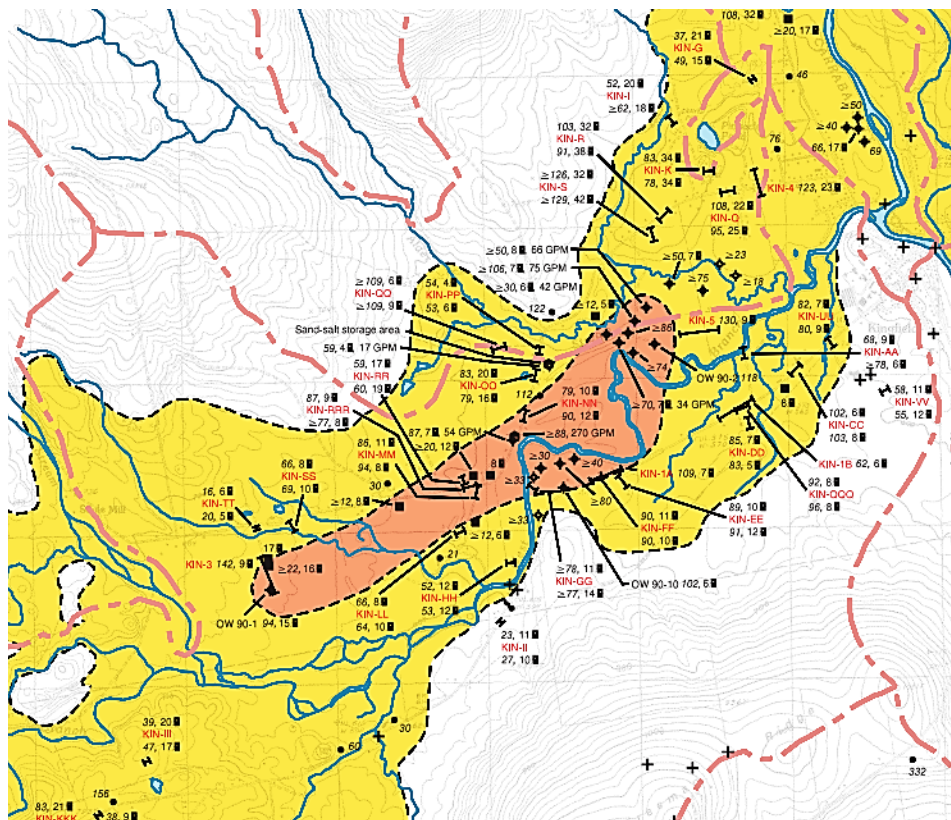 108, 32
≥20, 17
37, 21
KIN-G
49, 15
46
52, 20
KIN-I
≥62, 18
≥50
≥40
66, 17
69
103, 32
KIN-R
91, 38
76
83, 34
KIN-K
78, 34
KIN-4 123, 23
≥126, 32
KIN-S
≥129, 42
108, 22
KIN-Q
95, 25
≥50, 8 66 GPM
≥106, 7 75 GPM
≥30, 6 42 GPM
≥50, 7
≥23
≥75
≥18
≥109, 6
KIN-QQ
≥109, 9
54, 4
KIN-PP
53, 6
122
≥12, 5
82, 7
KIN-UU
80, 9
Kingfield
Sand-salt storage area
59, 4 17 GPM
≥86
KIN-5 130, 9
68, 9
KIN-AA
≥78, 6
59, 17
KIN-RR
60, 19
83, 20
KIN-OO
79, 16
112
≥74
OW 90-2 118
58, 11
KIN-VV
55, 12
87, 9
KIN-RRR
≥77, 8
79, 10
KIN-NN
90, 12
≥70, 7 34 GPM
6
102, 6
KIN-CC
103, 8
87, 7 54 GPM
≥20, 12
≥88, 270 GPM
86, 11
KIN-MM
94, 8
85, 7
KIN-DD
83, 5
66, 8
KIN-SS
69, 10
8
≥30
≥40
KIN-1A 109, 7
KIN-1B 62, 6
30
≥33
16, 6
KIN-TT
20, 5
≥12, 8
≥80
92, 8
KIN-QQQ
96, 8
89, 10
KIN-EE
91, 12
90, 11
KIN-FF
90, 10
≥33
≥12, 6
17
KIN-3 142, 9
≥22, 16
21
≥78, 11
KIN-GG
≥77, 14
OW 90-10 102, 6
52, 12
KIN-HH
53, 12
66, 8
KIN-LL
64, 10
OW 90-1 94, 15
23, 11
KIN-II
27, 10
39, 20
KIN-III
47, 17
30
60
332
156
83, 21
KIN-KKK
38, 9